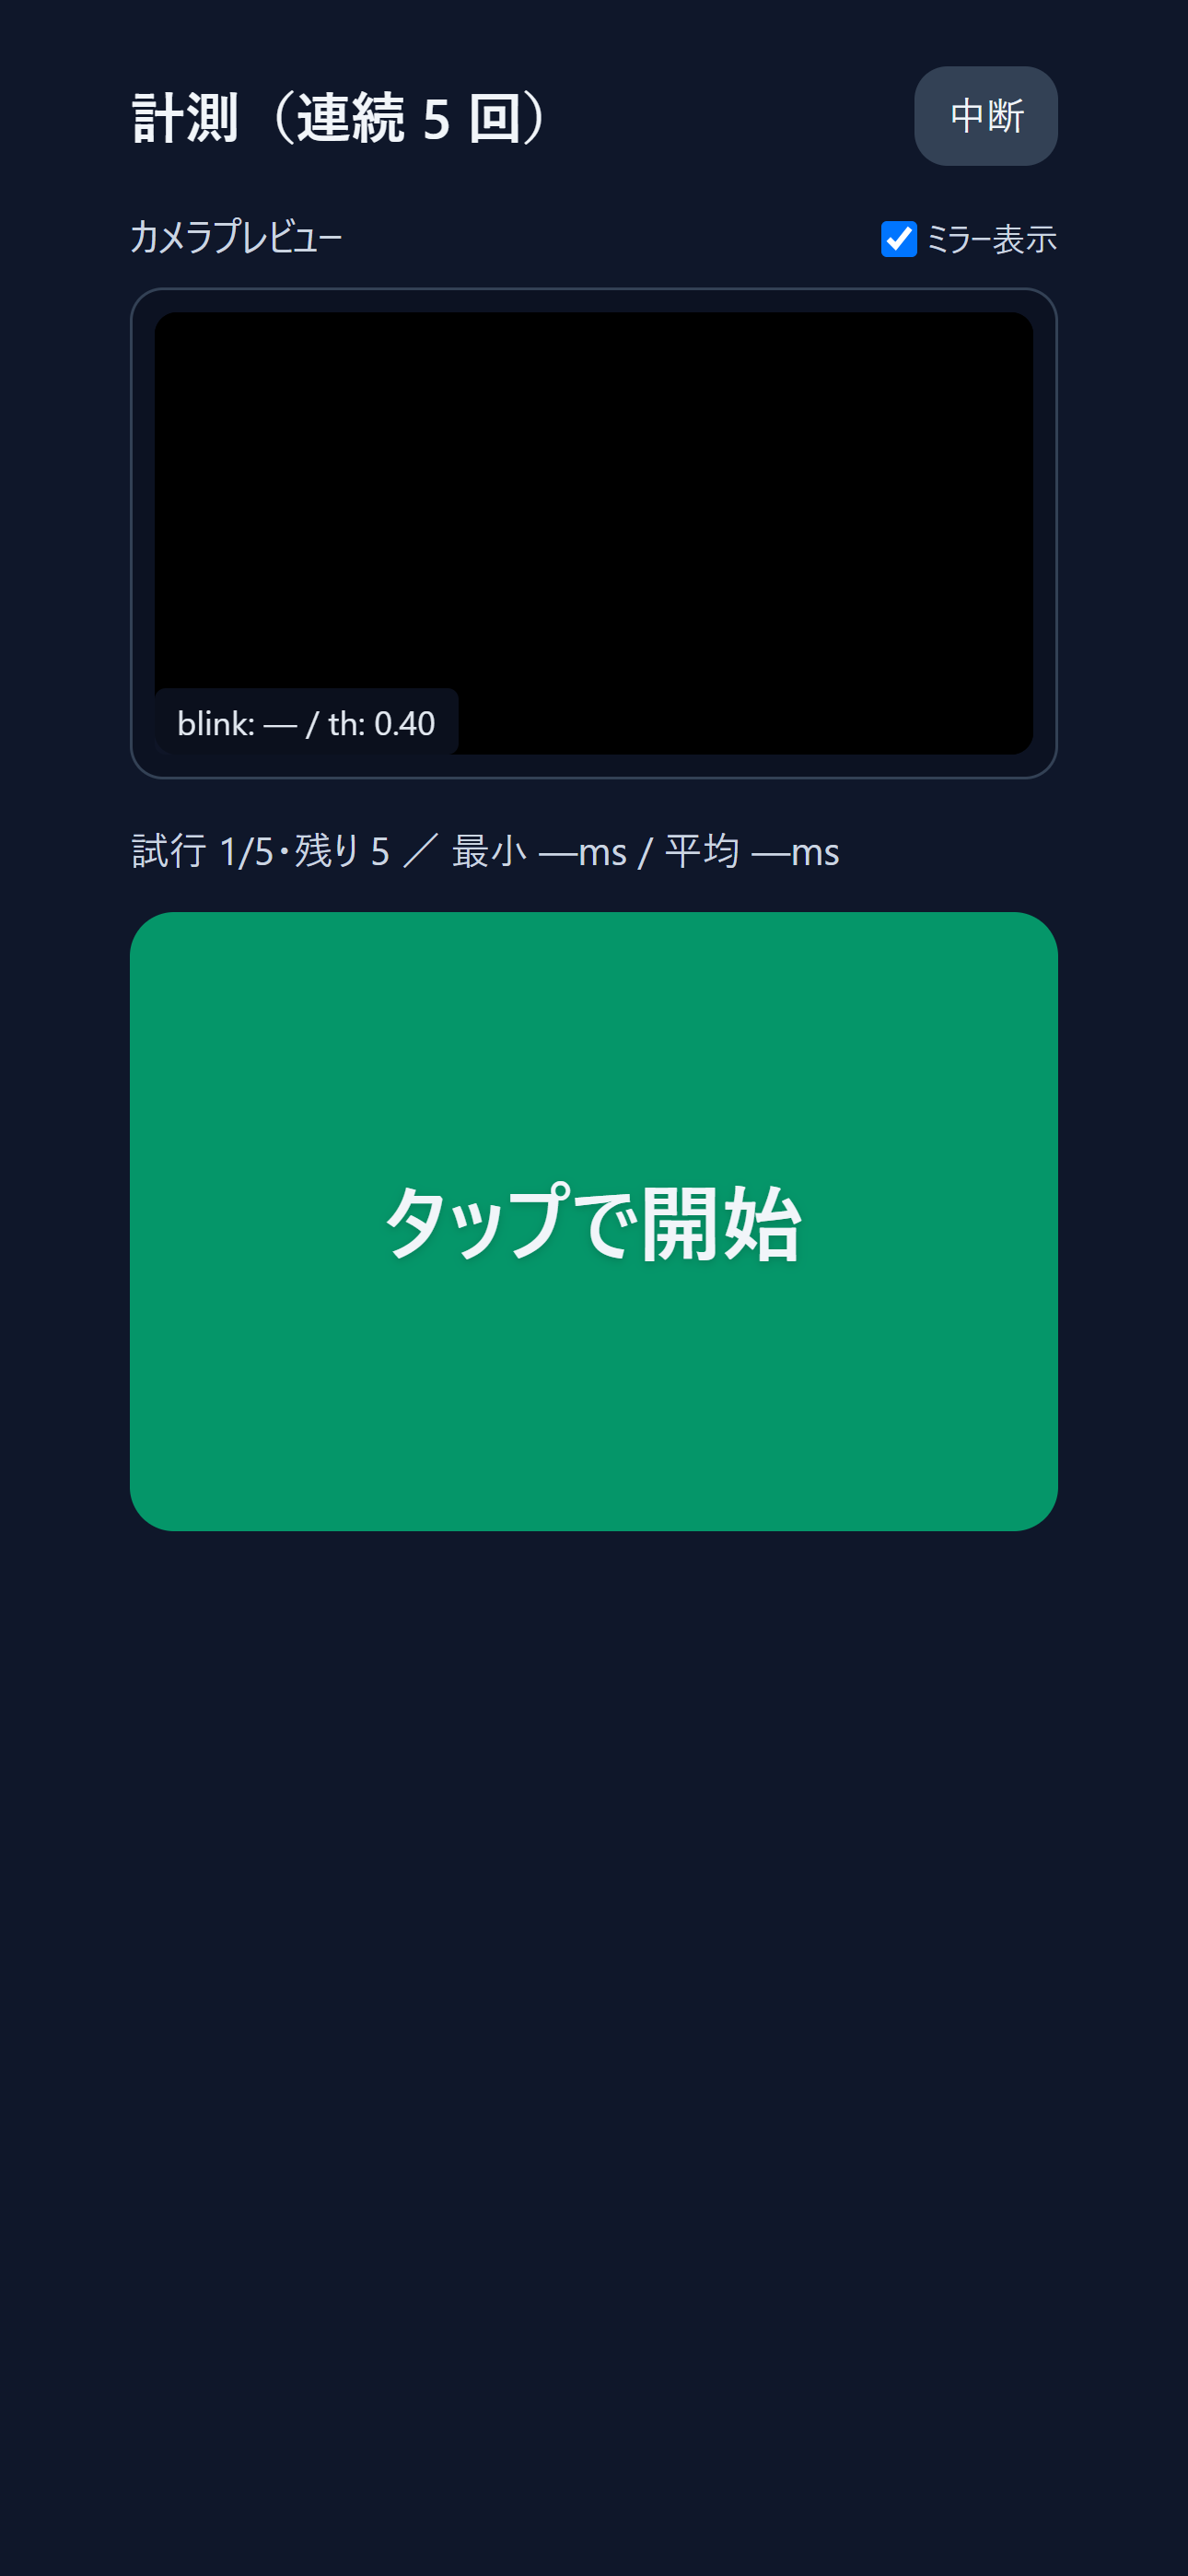 計測（連続 5 回）
中断
カメラプレビュー
ミラー表示
blink: — / th: 0.40
試行 1/5・残り 5 ／ 最小 —ms / 平均 —ms
タップで開始